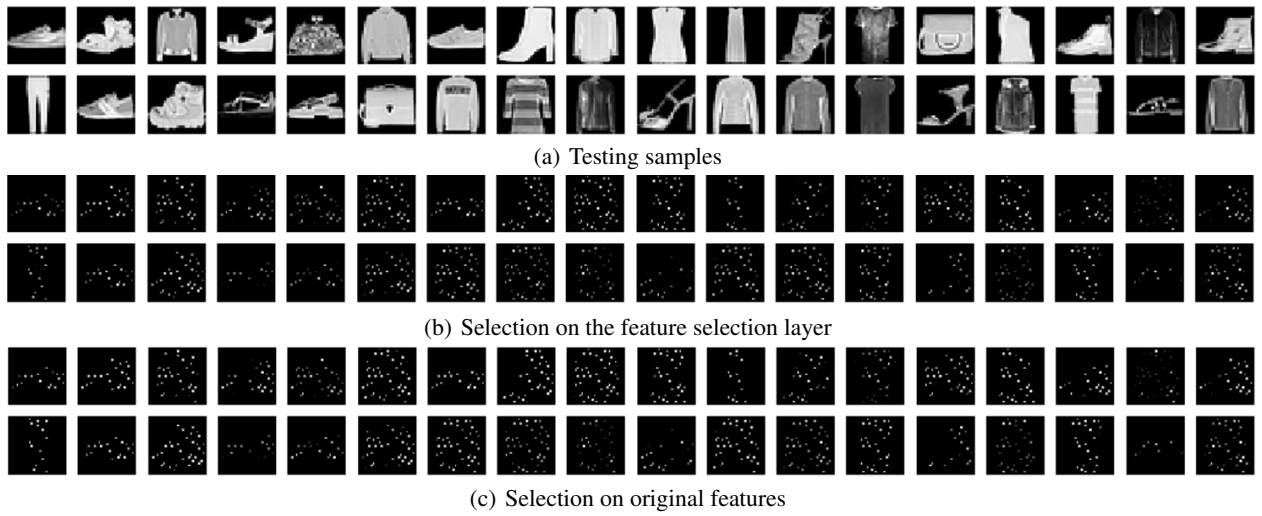 (a) Testing samples
(b) Selection on the feature selection layer
(c) Selection on original features